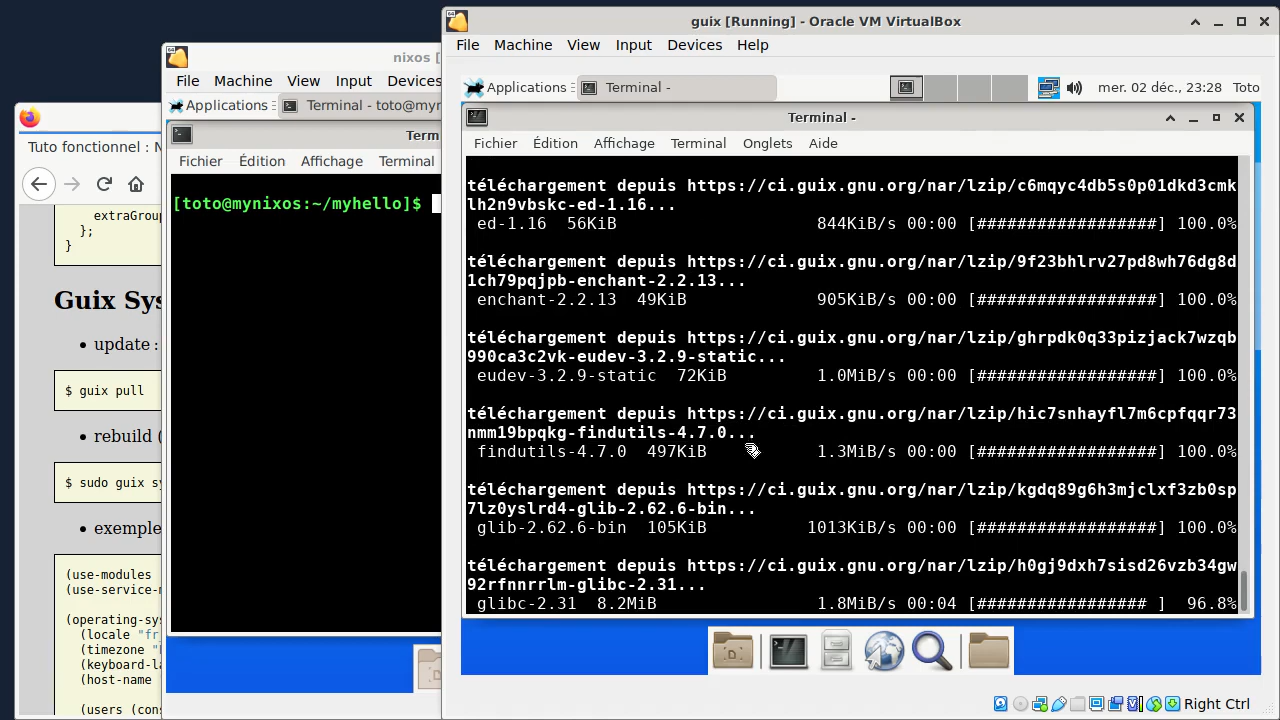 guix [Running] - Oracle VM VirtualBox
File Machine View Input Devices Help
Applications Terminal - mer. 02 déc., 23:28 Toto
Terminal -
Fichier Édition Affichage Terminal Onglets Aide
téléchargement depuis https://ci.guix.gnu.org/nar/lzip/c6mqyc4db5s0p01dkd3cmk
lh2n9vbskc-ed-1.16...
ed-1.16 56KiB 844KiB/s 00:00 [##################] 100.0%
téléchargement depuis https://ci.guix.gnu.org/nar/lzip/9f23bhlrv27pd8wh76dg8d
1ch79pqjpb-enchant-2.2.13...
enchant-2.2.13 49KiB 905KiB/s 00:00 [##################] 100.0%
téléchargement depuis https://ci.guix.gnu.org/nar/lzip/ghrpdk0q33pizjack7wzqb
990ca3c2vk-eudev-3.2.9-static...
eudev-3.2.9-static 72KiB 1.0MiB/s 00:00 [##################] 100.0%
téléchargement depuis https://ci.guix.gnu.org/nar/lzip/hic7snhayfl7m6cpfqqr73
nmm19bpqkg-findutils-4.7.0...
findutils-4.7.0 497KiB 1.3MiB/s 00:00 [##################] 100.0%
téléchargement depuis https://ci.guix.gnu.org/nar/lzip/kgdq89g6h3mjclxf3zb0sp
7lz0yslrd4-glib-2.62.6-bin...
glib-2.62.6-bin 105KiB 1013KiB/s 00:00 [##################] 100.0%
téléchargement depuis https://ci.guix.gnu.org/nar/lzip/h0gj9dxh7sisd26vzb34gw
92rfnnrrlm-glibc-2.31...
glibc-2.31 8.2MiB 1.8MiB/s 00:04 [################# ] 96.8%
Right Ctrl
nixos [
File Machine View Input Devices
Applications Terminal - toto@myn
Term
Fichier Édition Affichage Terminal
[toto@mynixos:~/myhello]$
Tuto fonctionnel : N
extraGroup
};
}
Guix Sys
• update :
$ guix pull
• rebuild (
$ sudo guix sy
• exemple
(use-modules
(use-service-m
(operating-sys
(locale "fr_
(timezone "
(keyboard-la
(host-name
(users (cons